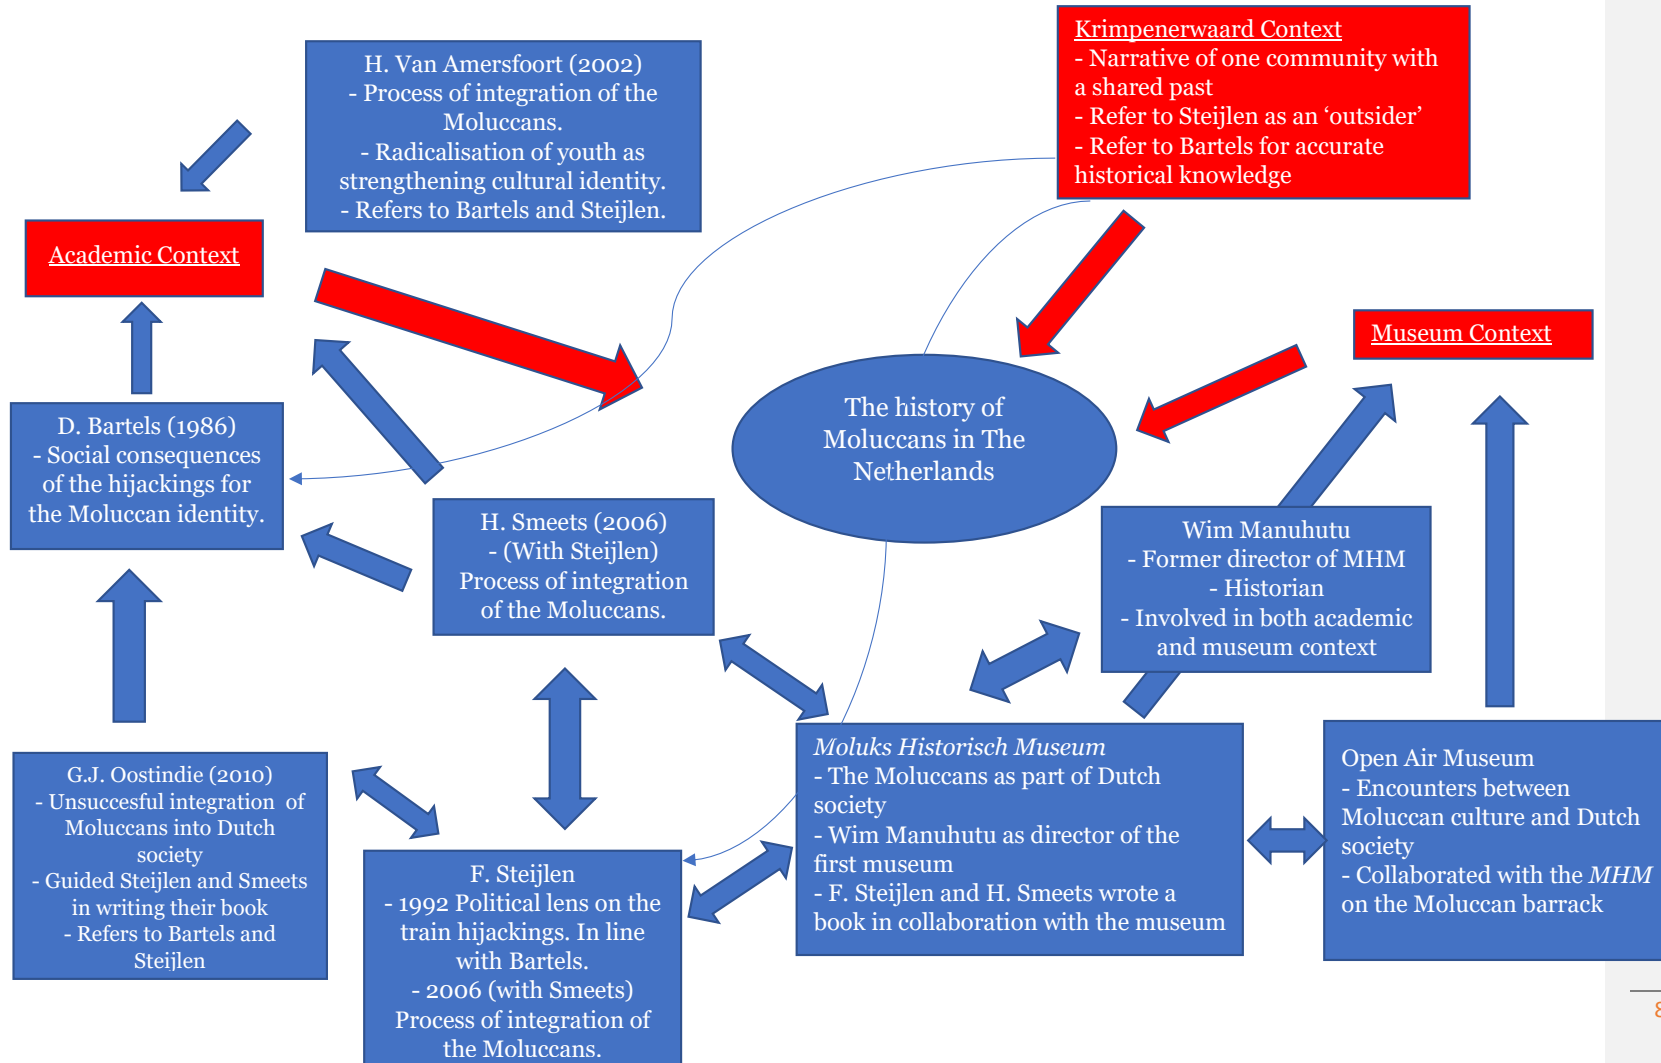 H. Van Amersfoort (2002)
- Process of integration of the
Moluccans.
- Radicalisation of youth as
strengthening cultural identity.
- Refers to Bartels and Steijlen.
Krimpenerwaard Context
- Narrative of one community with
a shared past
- Refer to Steijlen as an ‘outsider’
- Refer to Bartels for accurate
historical knowledge
Academic Context
Museum Context
The history of
Moluccans in The
Netherlands
D. Bartels (1986)
- Social consequences
of the hijackings for
the Moluccan identity.
H. Smeets (2006)
- (With Steijlen)
Process of integration
of the Moluccans.
Wim Manuhutu
- Former director of MHM
- Historian
- Involved in both academic
and museum context
G.J. Oostindie (2010)
- Unsuccesful integration of
Moluccans into Dutch
society
- Guided Steijlen and Smeets
in writing their book
- Refers to Bartels and
Steijlen
F. Steijlen
- 1992 Political lens on the
train hijackings. In line
with Bartels.
- 2006 (with Smeets)
Process of integration of
the Moluccans.
Moluks Historisch Museum
- The Moluccans as part of Dutch
society
- Wim Manuhutu as director of the
first museum
- F. Steijlen and H. Smeets wrote a
book in collaboration with the museum
Open Air Museum
- Encounters between
Moluccan culture and Dutch
society
- Collaborated with the MHM
on the Moluccan barrack